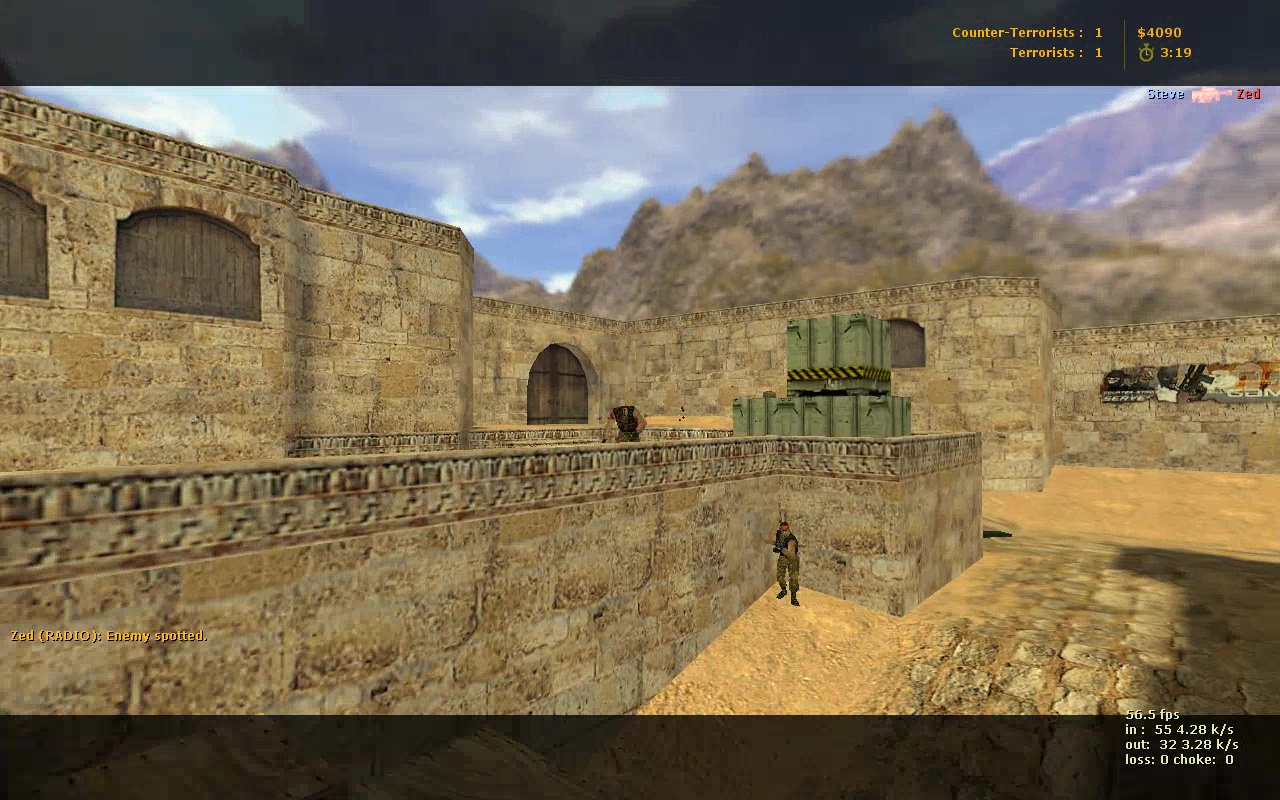 Counter-Terrorists : 1
$4090
Terrorists : 1
3:19
Steve Zed
Zed (RADIO): Enemy spotted.
56.5 fps
in : 55 4.28 k/s
out: 32 3.28 k/s
loss: 0 choke: 0